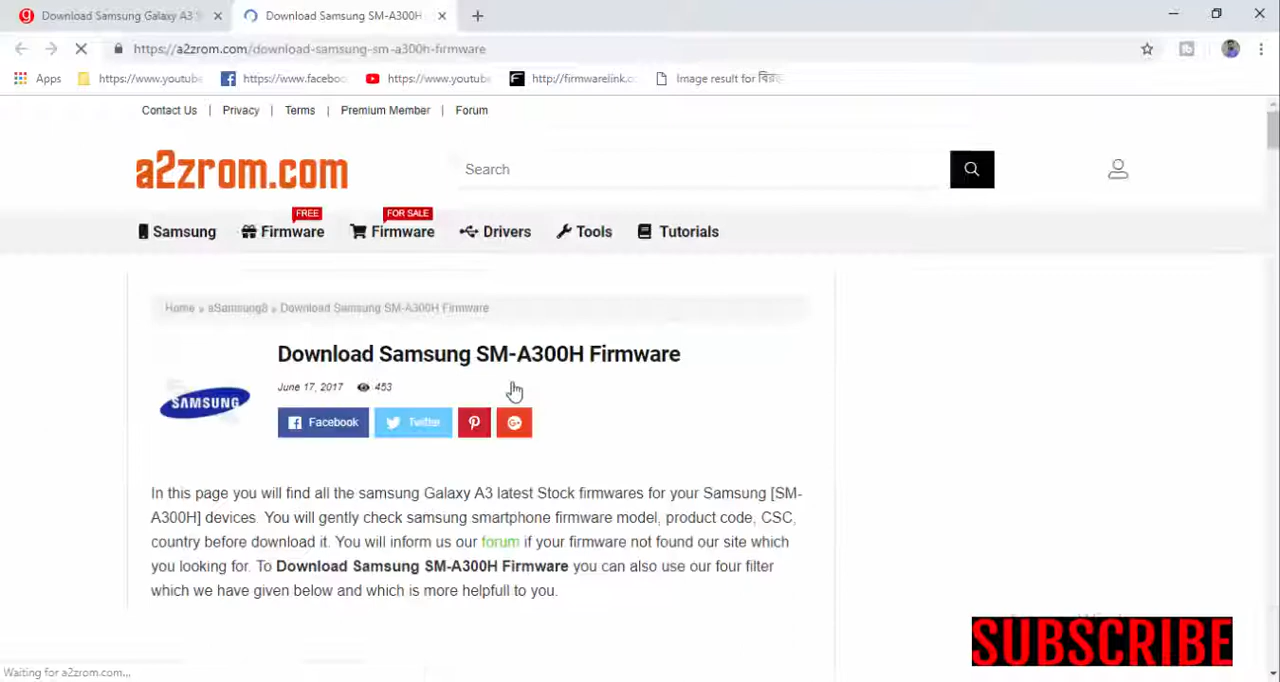 Download Samsung Galaxy A3
Download Samsung SM-A300H
https://a2zrom.com/download-samsung-sm-a300h-firmware
Apps https://www.youtube https://www.facebo https://www.youtube http://firmwarelink.c Image result for বিরা
Contact Us | Privacy | Terms | Premium Member | Forum
a2zrom.com
Search
FREE FOR SALE
Samsung Firmware Firmware Drivers Tools Tutorials
Home » aSamsung8 » Download Samsung SM-A300H Firmware
Download Samsung SM-A300H Firmware
June 17, 2017 453
SAMSUNG
Facebook Twitter
In this page you will find all the samsung Galaxy A3 latest Stock firmwares for your Samsung [SM-
A300H] devices. You will gently check samsung smartphone firmware model, product code, CSC,
country before download it. You will inform us our forum if your firmware not found our site which
you looking for. To Download Samsung SM-A300H Firmware you can also use our four filter
which we have given below and which is more helpfull to you.
SUBSCRIBE
Waiting for a2zrom.com...